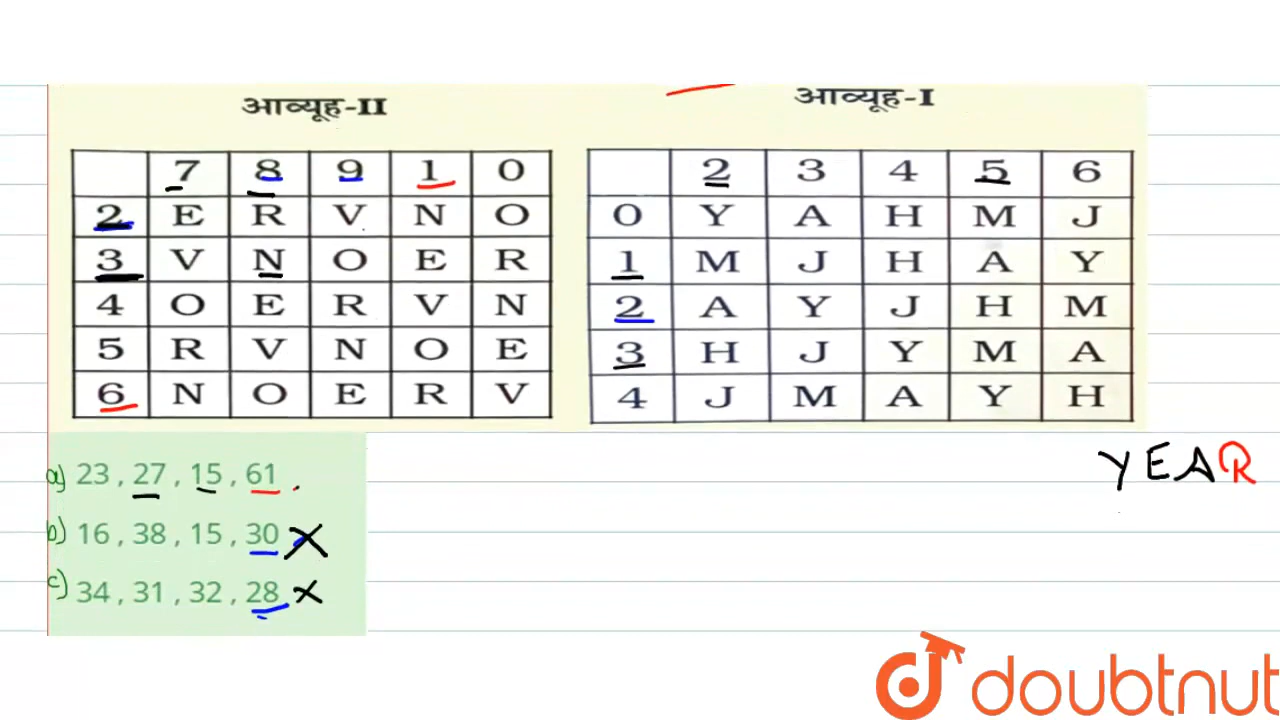 आव्यूह-II
7 8 9 1 0
2 E R V N O
3 V N O E R
4 O E R V N
5 R V N O E
6 N O E R V
आव्यूह-I
2 3 4 5 6
0 Y A H M J
1 M J H A Y
2 A Y J H M
3 H J Y M A
4 J M A Y H
a) 23 , 27 , 15 , 61
b) 16 , 38 , 15 , 30
c) 34 , 31 , 32 , 28
YEAR
doubtnut